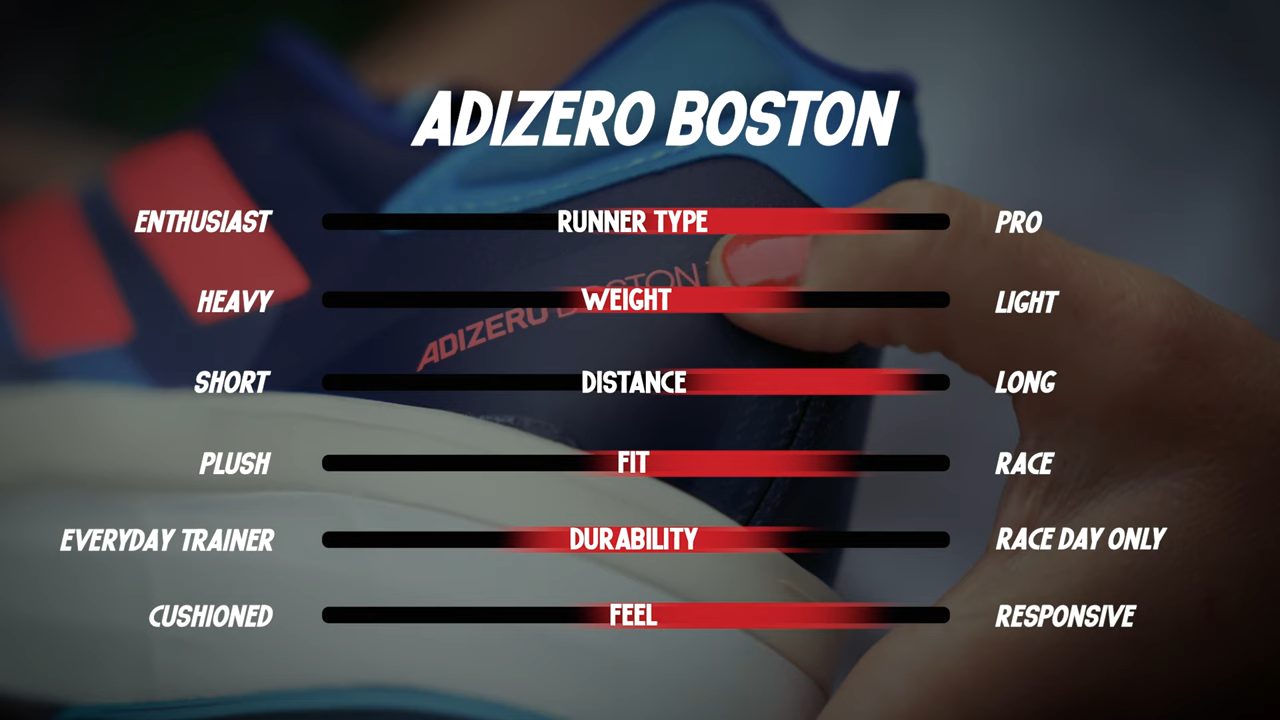 ADIZERO BOSTON
ENTHUSIAST RUNNER TYPE PRO
HEAVY WEIGHT LIGHT
ADIZERO BOSTON
SHORT DISTANCE LONG
PLUSH FIT RACE
EVERYDAY TRAINER DURABILITY RACE DAY ONLY
CUSHIONED FEEL RESPONSIVE